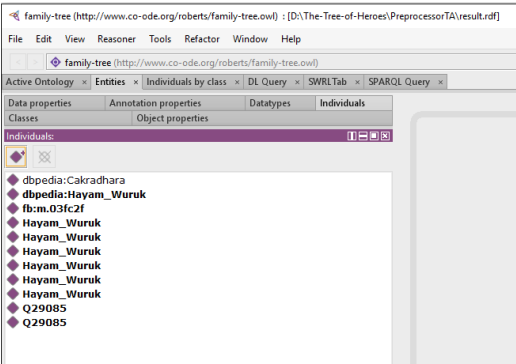 family-tree (http://www.co-ode.org/roberts/family-tree.owl) : [D:\The-Tree-of-Heroes\PreprocessorTA\result.rdf]
File Edit View Reasoner Tools Refactor Window Help
family-tree (http://www.co-ode.org/roberts/family-tree.owl)
Active Ontology × Entities × Individuals by class × DL Query × SWRLTab × SPARQL Query ×
Data properties Annotation properties Datatypes Individuals
Classes Object properties
Individuals:
dbpedia:Cakradhara
dbpedia:Hayam_Wuruk
fb:m.03fc2f
Hayam_Wuruk
Hayam_Wuruk
Hayam_Wuruk
Hayam_Wuruk
Hayam_Wuruk
Hayam_Wuruk
Q29085
Q29085